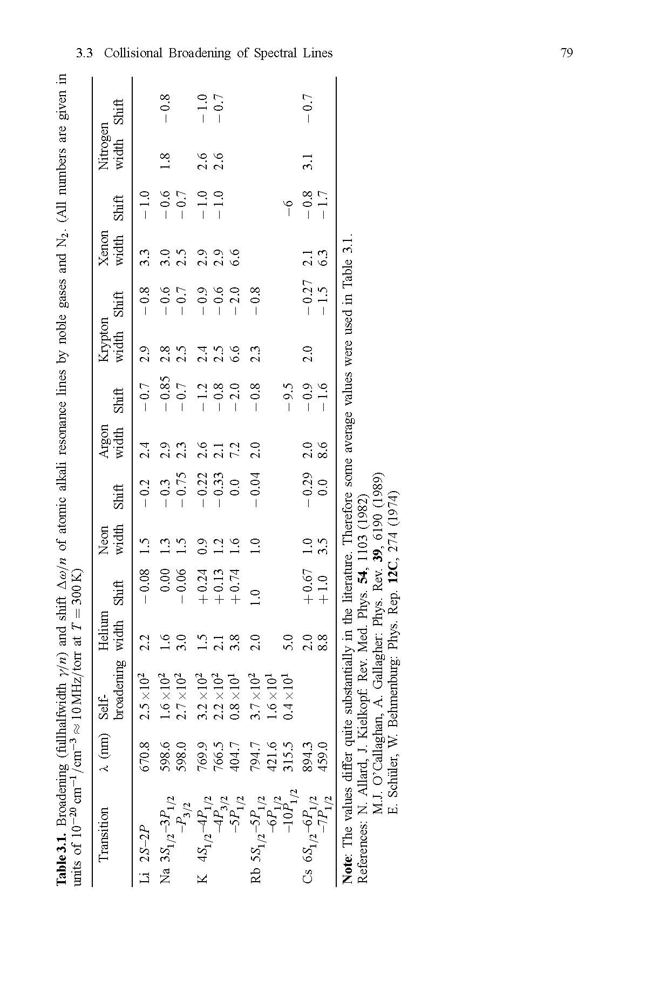 3.3 Collisional Broadening of Spectral Lines 79
Table 3.1. Broadening (fullhalfwidth γ/n) and shift Δω/n of atomic alkali resonance lines by noble gases and N₂. (All numbers are given in
units of 10⁻²⁰ cm⁻¹/cm⁻³ ≈ 10 MHz/torr at T = 300 K)
Transition λ (nm) Self- Helium Neon Argon Krypton Xenon Nitrogen
broadening width Shift width Shift width Shift width Shift width Shift width Shift
Li 2S–2P 670.8 2.5×10² 2.2 −0.08 1.5 −0.2 2.4 −0.7 2.9 −0.8 3.3 −1.0
Na 3S₁/₂–3P₁/₂ 598.6 1.6×10² 1.6 0.00 1.3 −0.3 2.9 −0.85 2.8 −0.6 3.0 −0.6 1.8 −0.8
–P₃/₂ 598.0 2.7×10² 3.0 −0.06 1.5 −0.75 2.3 −0.7 2.5 −0.7 2.5 −0.7
K 4S₁/₂–4P₁/₂ 769.9 3.2×10² 1.5 +0.24 0.9 −0.22 2.6 −1.2 2.4 −0.9 2.9 −1.0 2.6 −1.0
–4P₃/₂ 766.5 2.2×10² 2.1 +0.13 1.2 −0.33 2.1 −0.8 2.5 −0.6 2.9 −1.0 2.6 −0.7
–5P₁/₂ 404.7 0.8×10¹ 3.8 +0.74 1.6 0.0 7.2 −2.0 6.6 −2.0 6.6
Rb 5S₁/₂–5P₁/₂ 794.7 3.7×10² 2.0 1.0 1.0 −0.04 2.0 −0.8 2.3 −0.8
–6P₁/₂ 421.6 1.6×10¹
–10P₁/₂ 315.5 0.4×10¹ 5.0 −9.5 −6
Cs 6S₁/₂–6P₁/₂ 894.3 2.0 +0.67 1.0 −0.29 2.0 −0.9 2.0 −0.27 2.1 −0.8 3.1 −0.7
–7P₁/₂ 459.0 8.8 +1.0 3.5 0.0 8.6 −1.6 −1.5 6.3 −1.7
Note: The values differ quite substantially in the literature. Therefore some average values were used in Table 3.1.
References: N. Allard, J. Kielkopf: Rev. Med. Phys. 54, 1103 (1982)
M.J. O’Callaghan, A. Gallagher: Phys. Rev. 39, 6190 (1989)
E. Schüler, W. Behmenburg: Phys. Rep. 12C, 274 (1974)